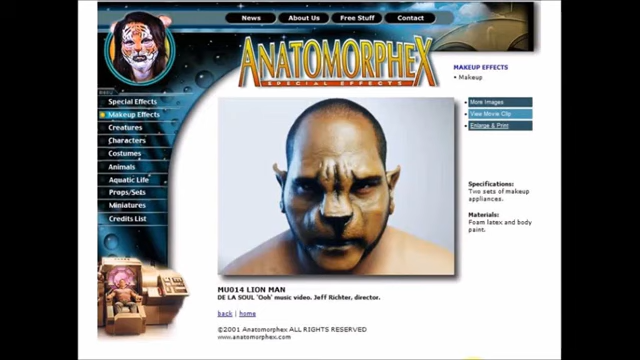 News
About Us
Free Stuff
Contact
ANATOMORPHEX
SPECIAL EFFECTS
MAKEUP EFFECTS
• Makeup
MENU
Special Effects
Makeup Effects
Creatures
Characters
Costumes
Animals
Aquatic Life
Props/Sets
Miniatures
Credits List
More Images
View Movie Clip
Enlarge & Print
Specifications:
Two sets of makeup
appliances.
Materials:
Foam latex and body
paint.
MU014 LION MAN
DE LA SOUL 'Ooh' music video. Jeff Richter, director.
back | home
©2001 Anatomorphex ALL RIGHTS RESERVED
www.anatomorphex.com